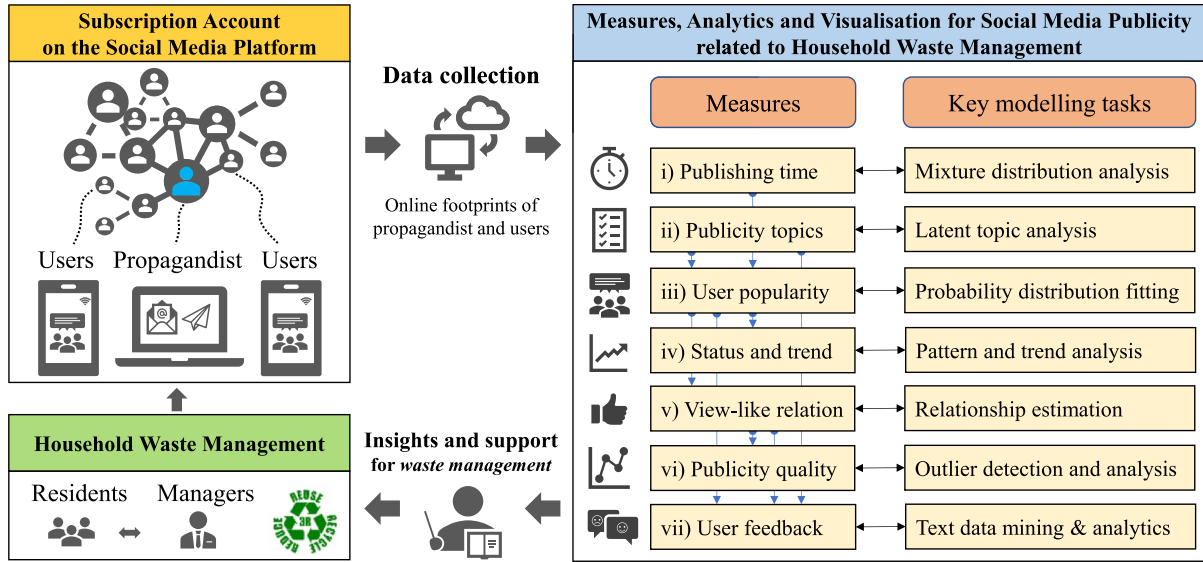 Subscription Account
on the Social Media Platform
Users
Propagandist
Users
@
Data collection
Online footprints of
propagandist and users
Measures, Analytics and Visualisation for Social Media Publicity
related to Household Waste Management
Measures
Key modelling tasks
i) Publishing time
Mixture distribution analysis
ii) Publicity topics
Latent topic analysis
iii) User popularity
Probability distribution fitting
iv) Status and trend
Pattern and trend analysis
v) View-like relation
Relationship estimation
vi) Publicity quality
Outlier detection and analysis
vii) User feedback
Text data mining & analytics
Household Waste Management
Residents
Managers
REDUCE
REUSE
RECYCLE
3R
Insights and support
for waste management